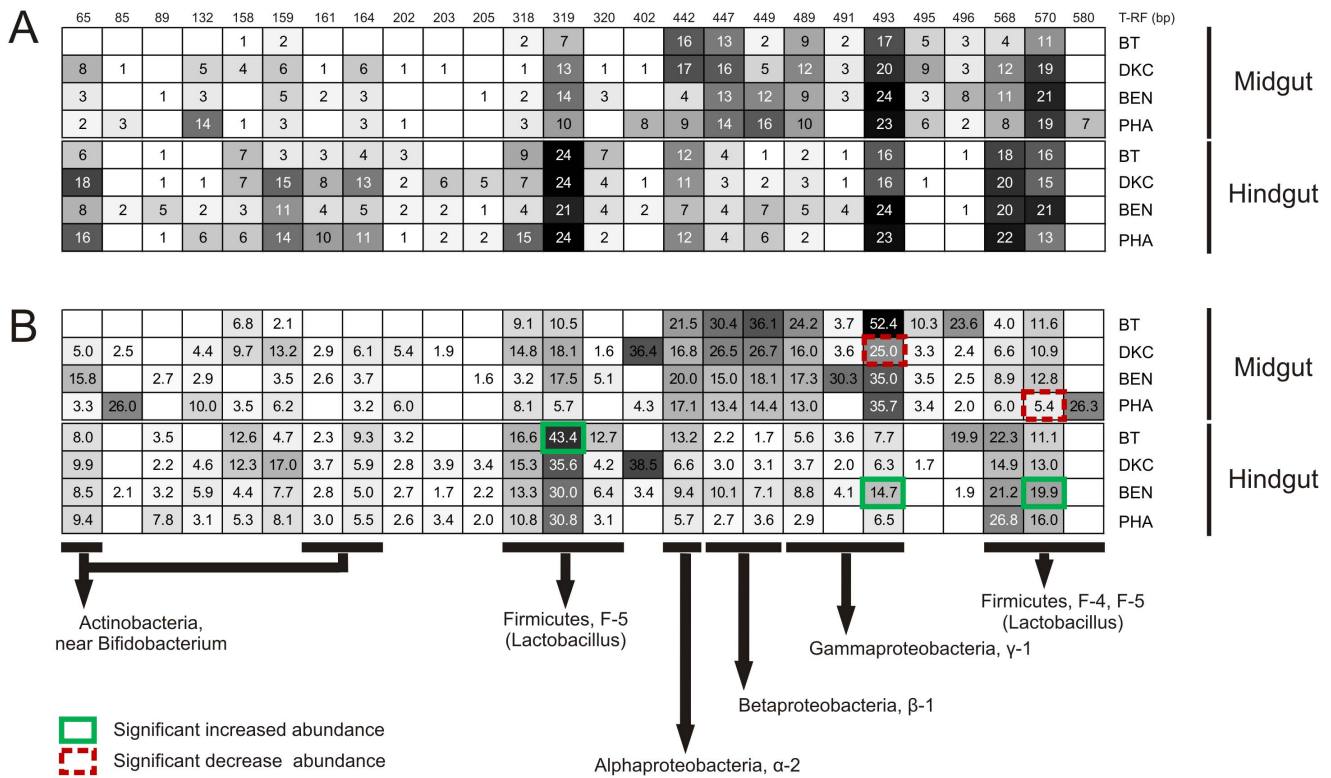 A
65 85 89 132 158 159 161 164 202 203 205 318 319 320 402 442 447 449 489 491 493 495 496 568 570 580 T-RF (bp)
1 2 2 7 16 13 2 9 2 17 5 3 4 11 BT
8 1 5 4 6 1 6 1 1 1 13 1 1 17 16 5 12 3 20 9 3 12 19 DKC
3 1 3 5 2 3 1 2 14 3 4 13 12 9 3 24 3 8 11 21 BEN
2 3 14 1 3 3 1 3 10 8 9 14 16 10 23 6 2 8 19 7 PHA
Midgut
6 1 7 3 3 4 3 9 24 7 12 4 1 2 1 16 1 18 16 BT
18 1 1 7 15 8 13 2 6 5 7 24 4 1 11 3 2 3 1 16 1 20 15 DKC
8 2 5 2 3 11 4 5 2 2 1 4 21 4 2 7 4 7 5 4 24 1 20 21 BEN
16 1 6 6 14 10 11 1 2 2 15 24 2 12 4 6 2 23 22 13 PHA
Hindgut
B
6.8 2.1 9.1 10.5 21.5 30.4 36.1 24.2 3.7 52.4 10.3 23.6 4.0 11.6 BT
5.0 2.5 4.4 9.7 13.2 2.9 6.1 5.4 1.9 14.8 18.1 1.6 36.4 16.8 26.5 26.7 16.0 3.6 25.0 3.3 2.4 6.6 10.9 DKC
15.8 2.7 2.9 3.5 2.6 3.7 1.6 3.2 17.5 5.1 20.0 15.0 18.1 17.3 30.3 35.0 3.5 2.5 8.9 12.8 BEN
3.3 26.0 10.0 3.5 6.2 3.2 6.0 8.1 5.7 4.3 17.1 13.4 14.4 13.0 35.7 3.4 2.0 6.0 5.4 26.3 PHA
Midgut
8.0 3.5 12.6 4.7 2.3 9.3 3.2 16.6 43.4 12.7 13.2 2.2 1.7 5.6 3.6 7.7 19.9 22.3 11.1 BT
9.9 2.2 4.6 12.3 17.0 3.7 5.9 2.8 3.9 3.4 15.3 35.6 4.2 38.5 6.6 3.0 3.1 3.7 2.0 6.3 1.7 14.9 13.0 DKC
8.5 2.1 3.2 5.9 4.4 7.7 2.8 5.0 2.7 1.7 2.2 13.3 30.0 6.4 3.4 9.4 10.1 7.1 8.8 4.1 14.7 1.9 21.2 19.9 BEN
9.4 7.8 3.1 5.3 8.1 3.0 5.5 2.6 3.4 2.0 10.8 30.8 3.1 5.7 2.7 3.6 2.9 6.5 26.8 16.0 PHA
Hindgut
Actinobacteria,
near Bifidobacterium
Firmicutes, F-5
(Lactobacillus)
Firmicutes, F-4, F-5
(Lactobacillus)
Gammaproteobacteria, γ-1
Betaproteobacteria, β-1
Alphaproteobacteria, α-2
Significant increased abundance
Significant decrease abundance